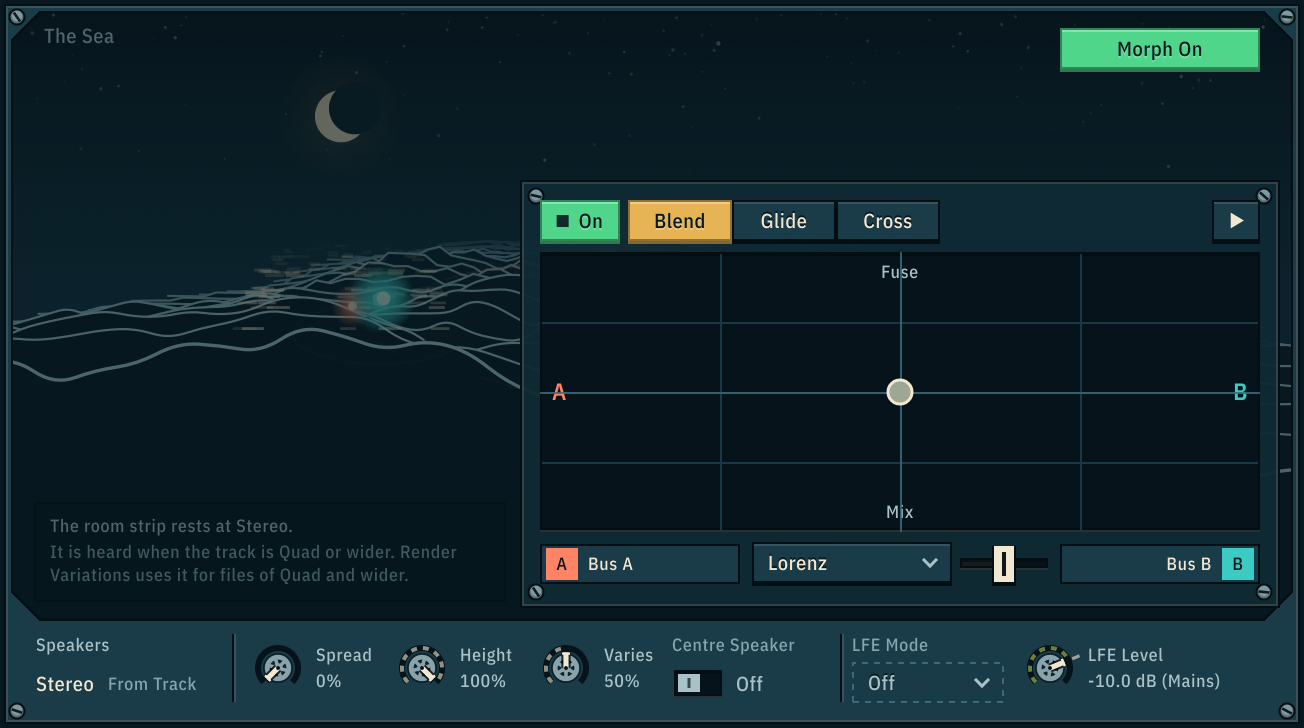 The Sea
Morph On
On
Blend
Glide
Cross
Fuse
A
B
Mix
A Bus A
Lorenz
Bus B B
The room strip rests at Stereo.
It is heard when the track is Quad or wider. Render
Variations uses it for files of Quad and wider.
Speakers
Stereo From Track
Spread
0%
Height
100%
Varies
50%
Centre Speaker
Off
LFE Mode
Off
LFE Level
-10.0 dB (Mains)